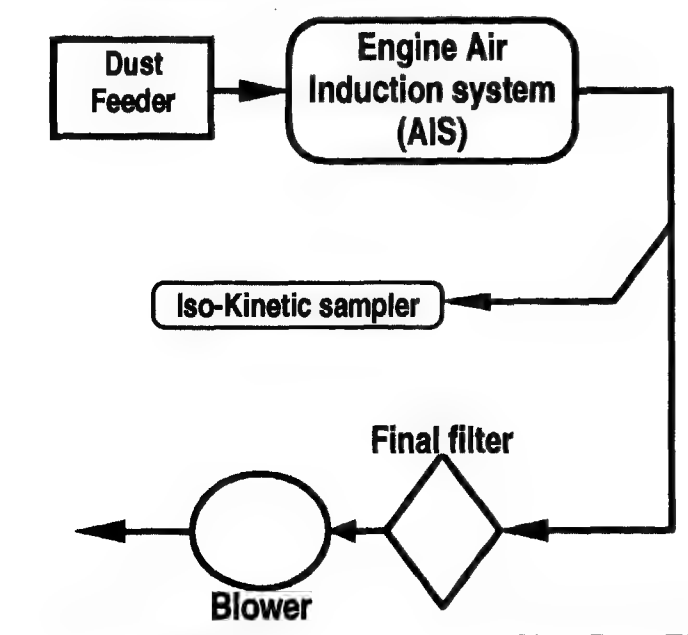 Dust
Feeder
Engine Air
Induction system
(AIS)
Iso-Kinetic sampler
Final filter
Blower